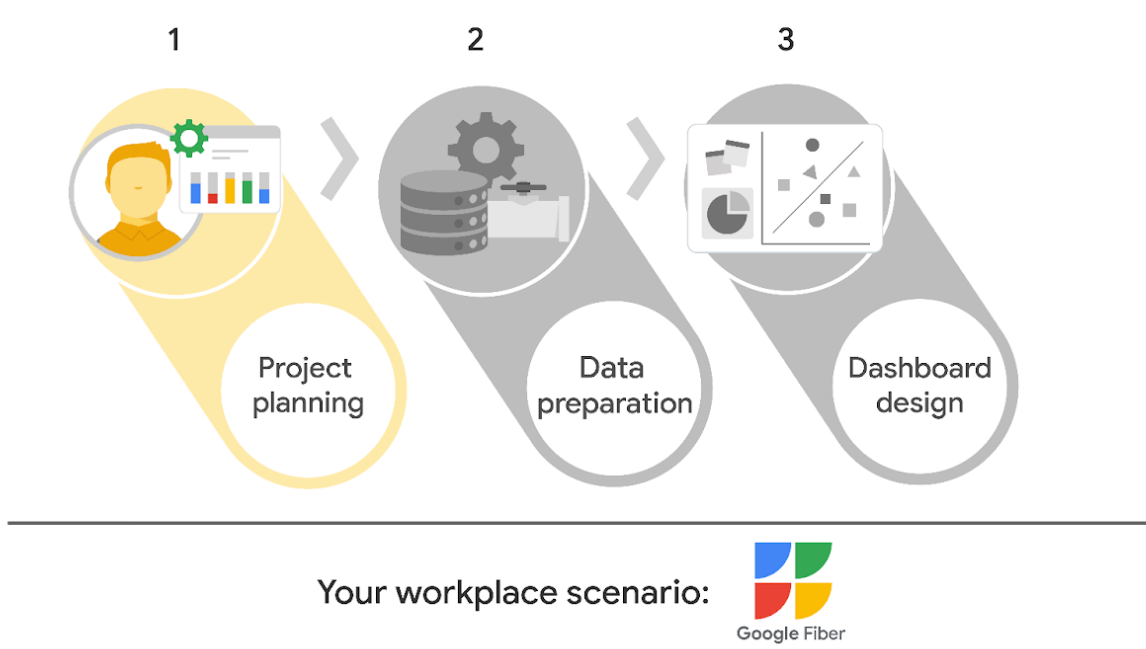 1
2
3
Project
planning
Data
preparation
Dashboard
design
Your workplace scenario:
Google Fiber